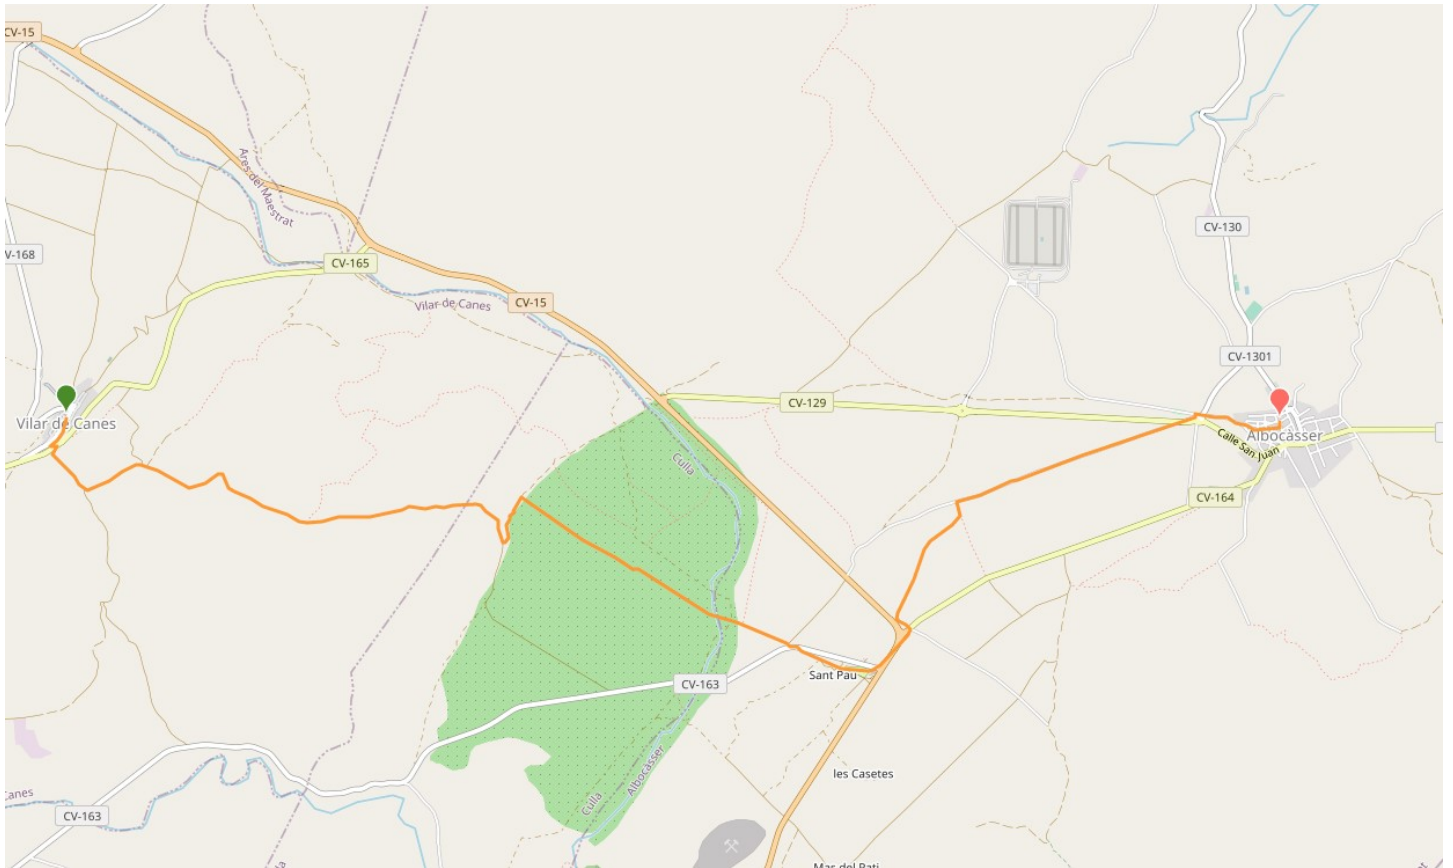 CV-15
Ares del Maestrat
CV-130
V-168
CV-165
Vilar de Canes
CV-15
CV-1301
CV-129
Vilar de Canes
Calle San Juan
Albocàsser
Culla
CV-164
Sant Pau
CV-163
Albocàsser
les Casetes
Canes
Culla
CV-163
Mas del Pati